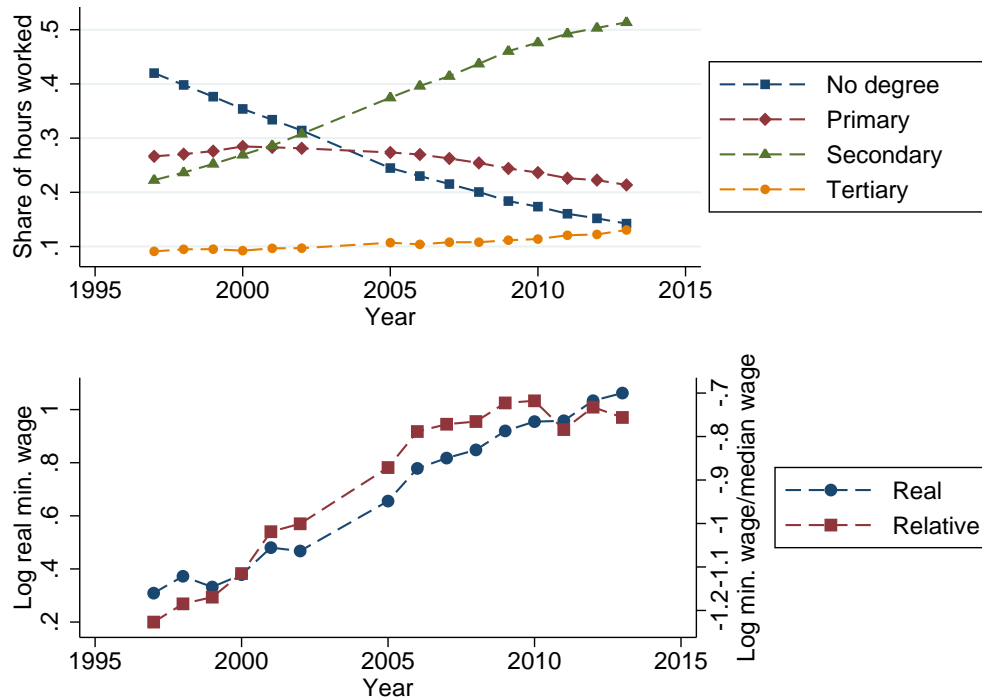 Share of hours worked
.5
.4
.3
.2
.1
1995
2000
2005
2010
2015
Year
No degree
Primary
Secondary
Tertiary
Log real min. wage
1
.8
.6
.4
.2
1995
2000
2005
2010
2015
Year
-.7
-.8
-.9
-1
-1.1
-1.2
Log min. wage/median wage
Real
Relative